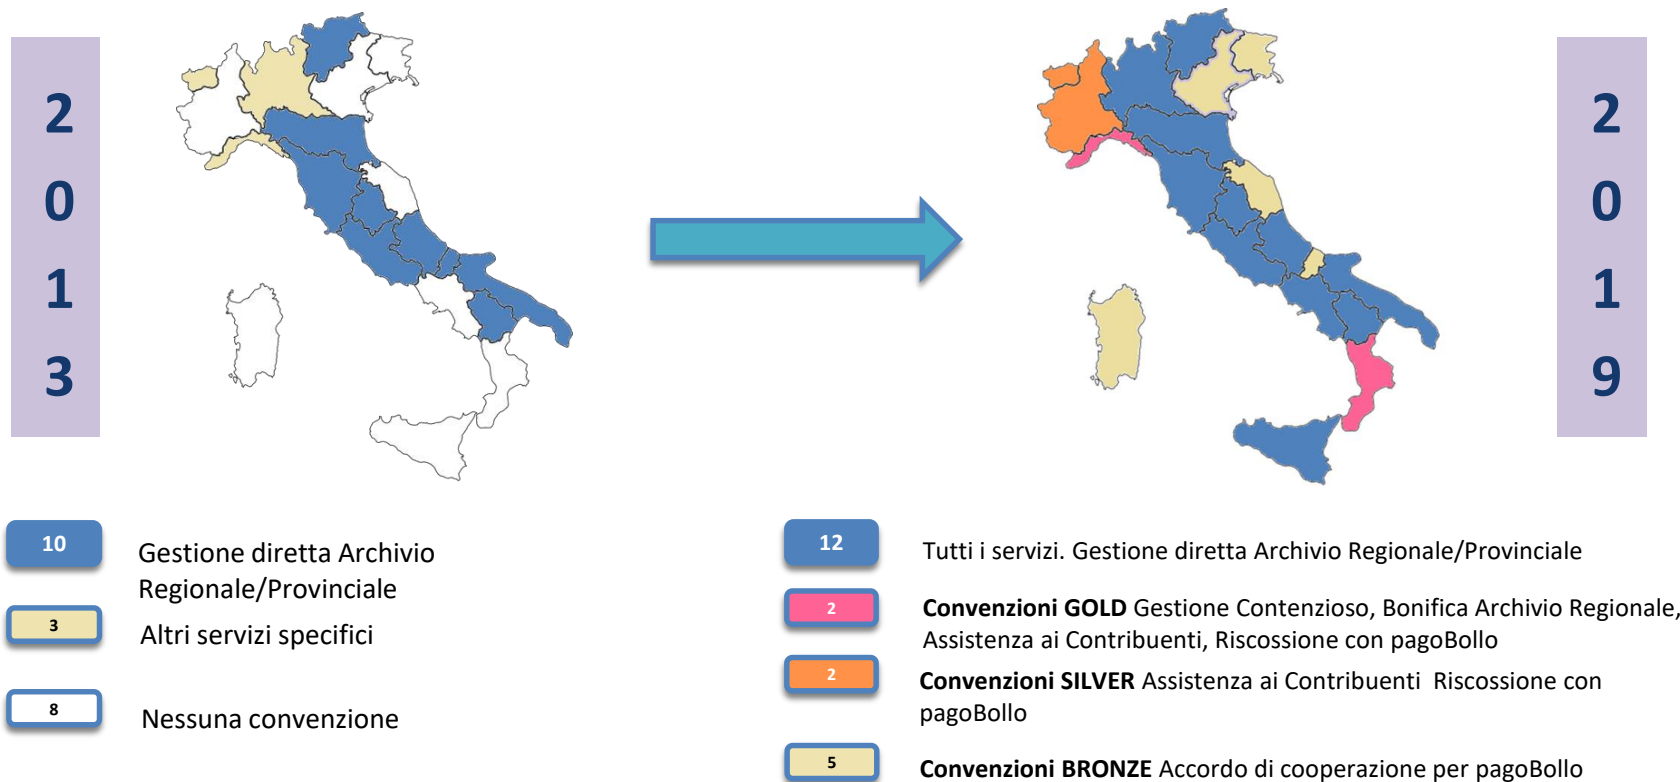 2
0
1
3
2
0
1
9
10
Gestione diretta Archivio
Regionale/Provinciale
3
Altri servizi specifici
8
Nessuna convenzione
12
Tutti i servizi. Gestione diretta Archivio Regionale/Provinciale
2
Convenzioni GOLD Gestione Contenzioso, Bonifica Archivio Regionale,
Assistenza ai Contribuenti, Riscossione con pagoBollo
2
Convenzioni SILVER Assistenza ai Contribuenti Riscossione con
pagoBollo
5
Convenzioni BRONZE Accordo di cooperazione per pagoBollo